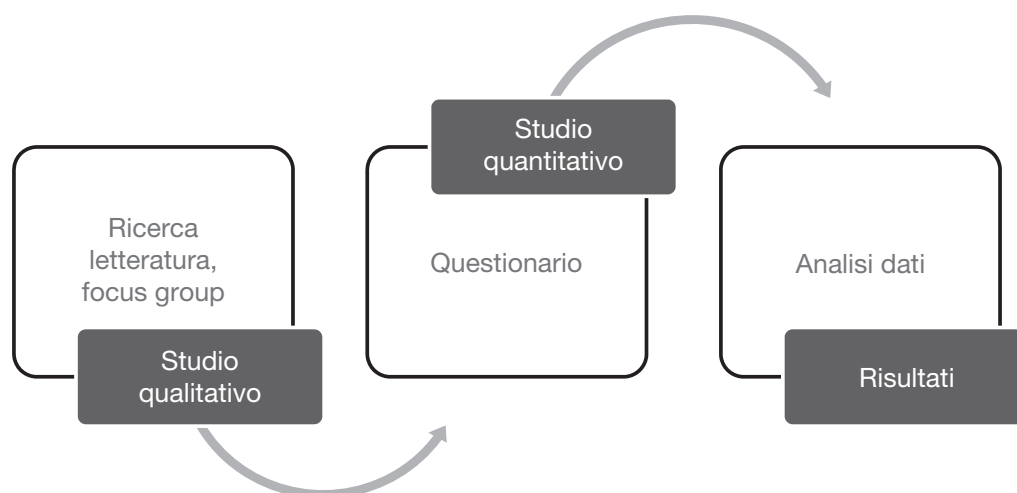 Ricerca
letteratura,
focus group
Studio
qualitativo
Studio
quantitativo
Questionario
Analisi dati
Risultati